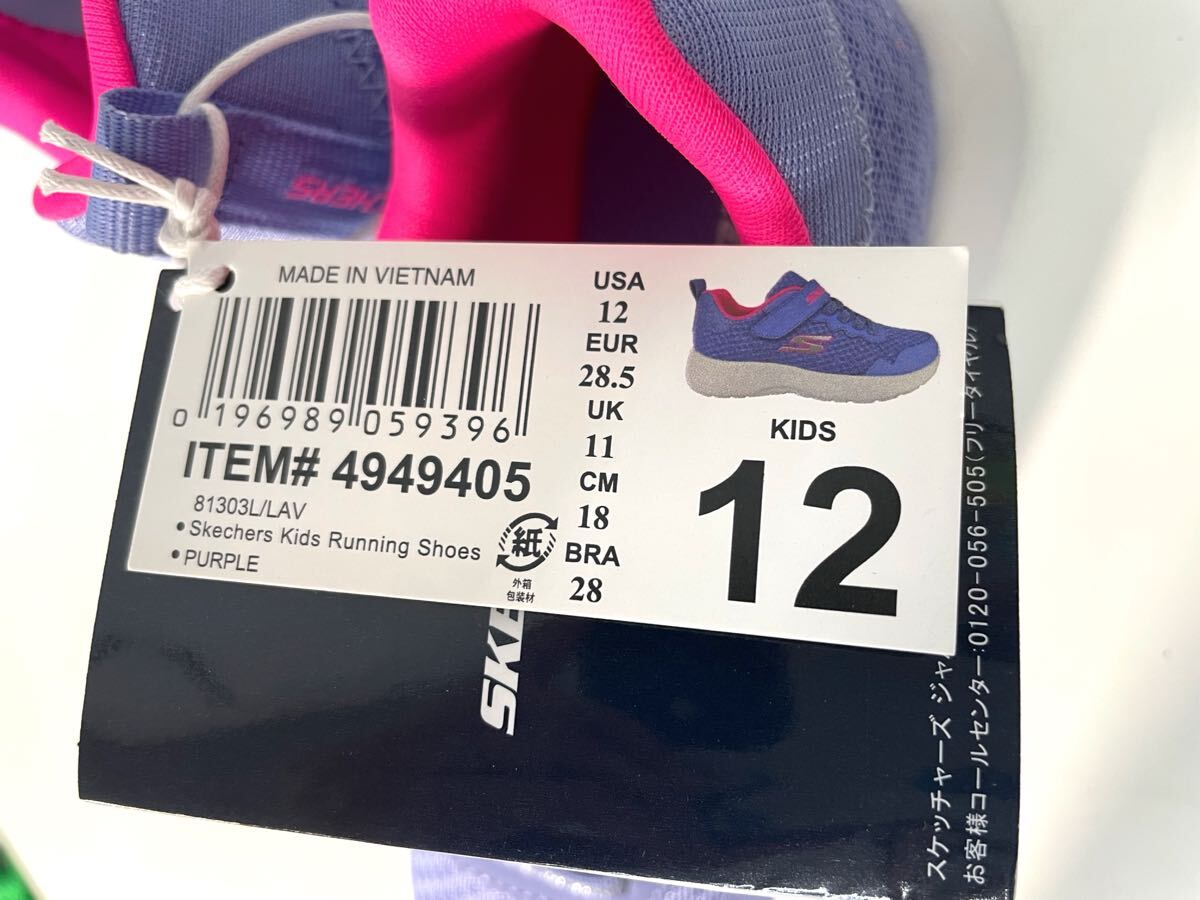 MADE IN VIETNAM
0 196989 059396
ITEM# 4949405
81303L/LAV
• Skechers Kids Running Shoes
• PURPLE
紙
外箱
包装材
USA
12
EUR
28.5
UK
11
CM
18
BRA
28
KIDS
12
スケッチャーズ ジャ
お客様コールセンター:0120-056-505(フリーダイヤル)